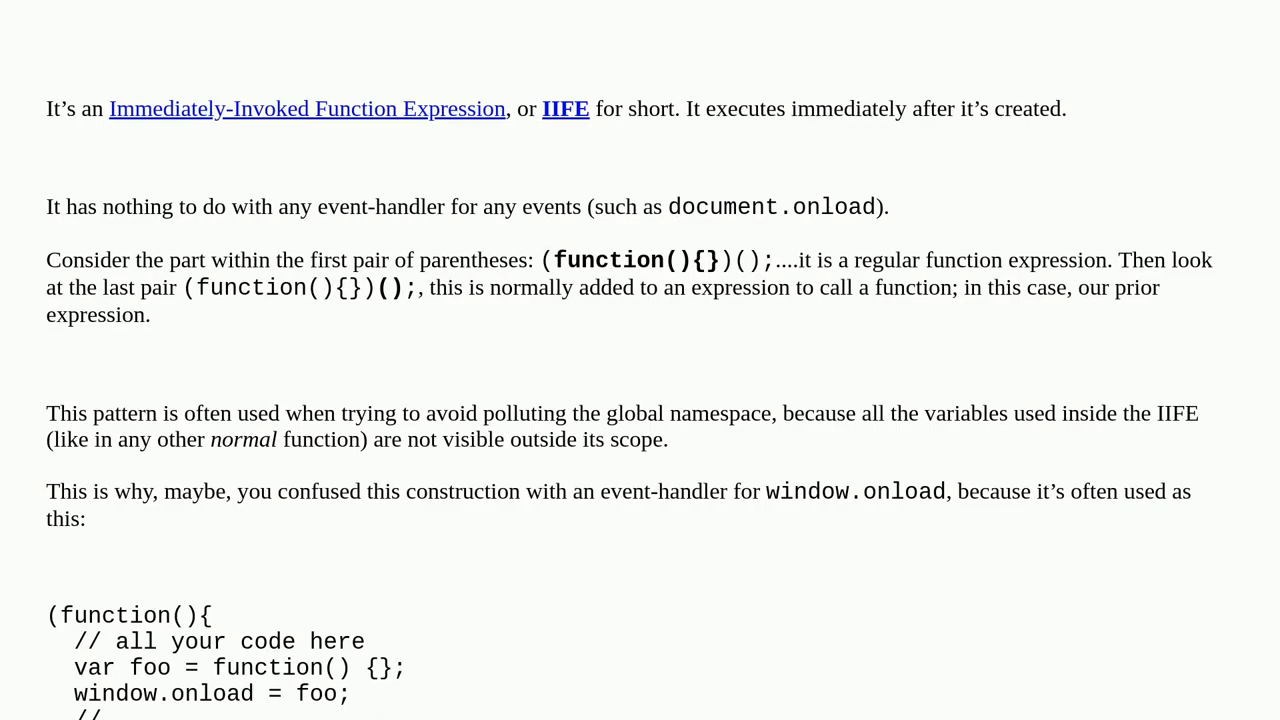 It’s an Immediately-Invoked Function Expression, or IIFE for short. It executes immediately after it’s created.
It has nothing to do with any event-handler for any events (such as document.onload).
Consider the part within the first pair of parentheses: (function(){})();....it is a regular function expression. Then look
at the last pair (function(){})();, this is normally added to an expression to call a function; in this case, our prior
expression.
This pattern is often used when trying to avoid polluting the global namespace, because all the variables used inside the IIFE
(like in any other normal function) are not visible outside its scope.
This is why, maybe, you confused this construction with an event-handler for window.onload, because it’s often used as
this:
(function(){
  // all your code here
  var foo = function() {};
  window.onload = foo;
  //